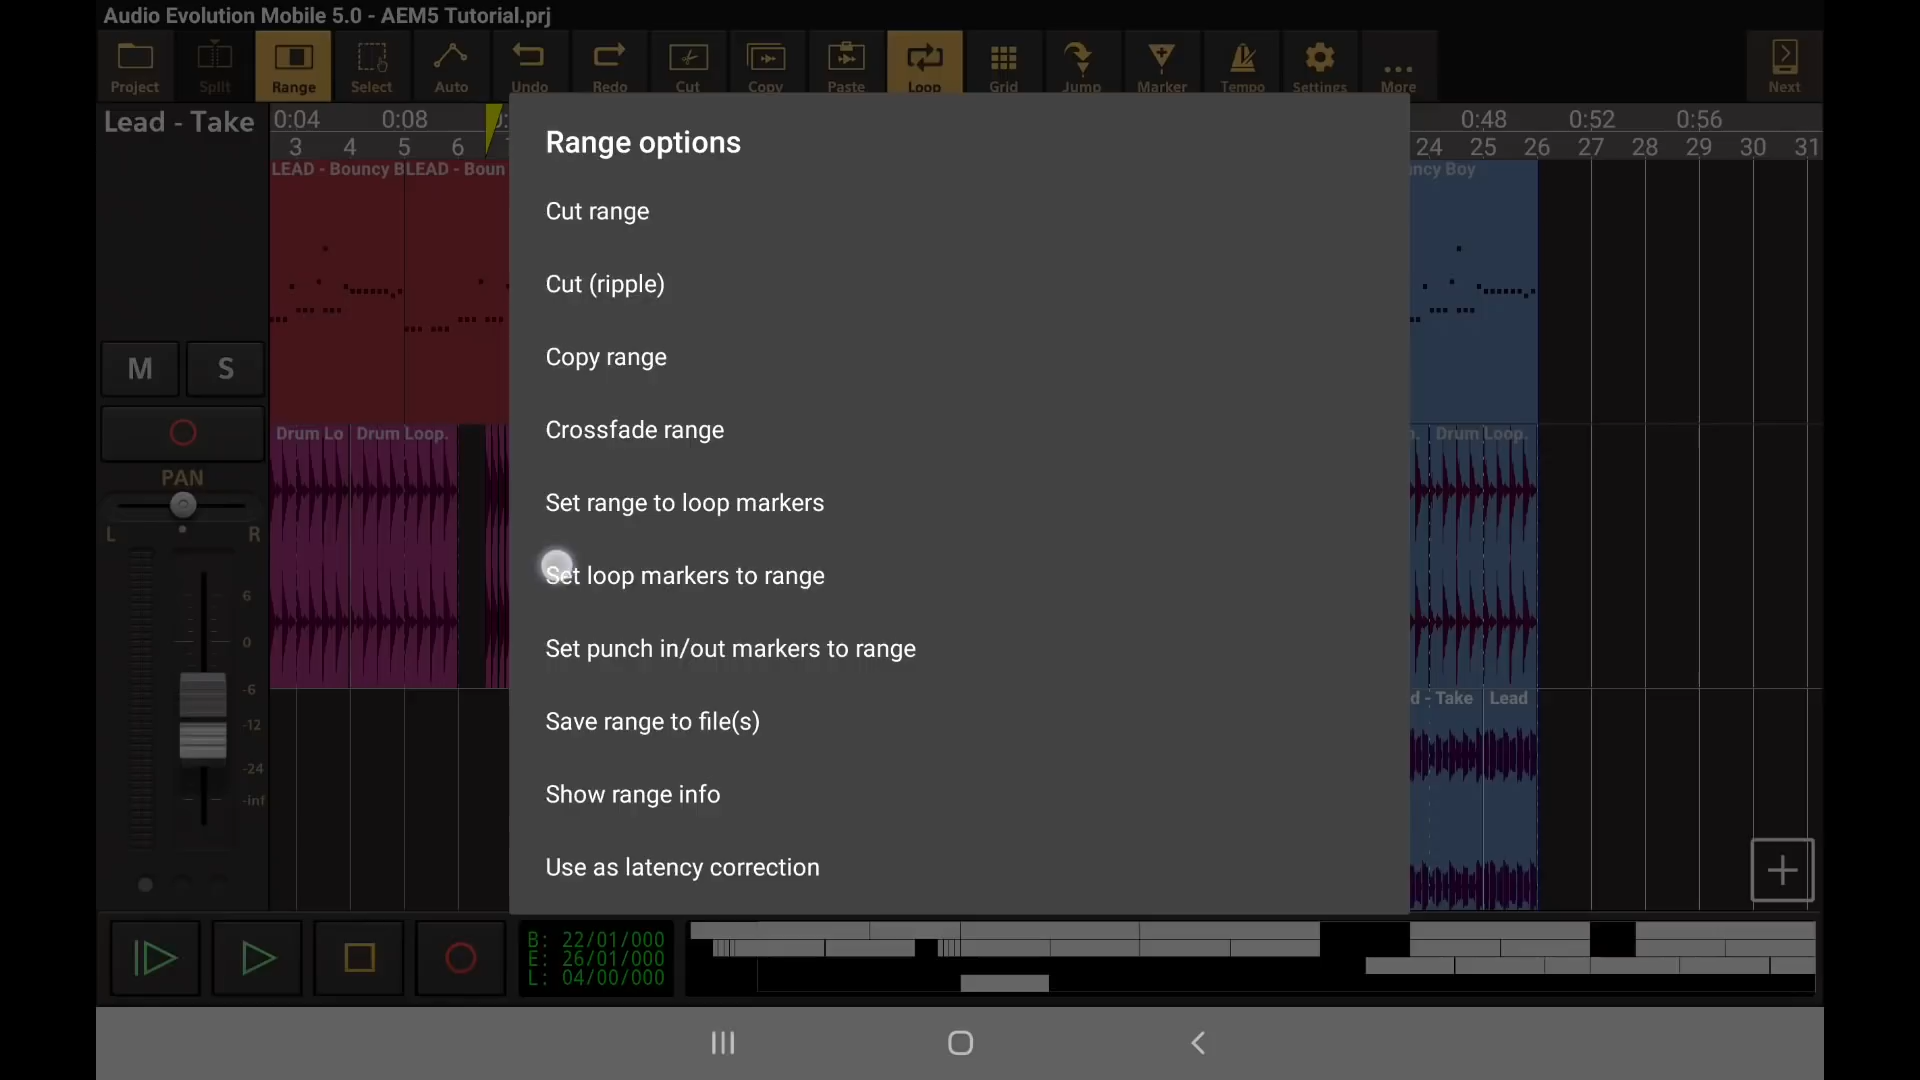 Audio Evolution Mobile 5.0 - AEM5 Tutorial.prj
Project Split Range Select Auto Undo Redo Cut Copy Paste Loop Grid Jump Marker Tempo Settings More Next
Lead - Take
0:04 0:08 0:48 0:52 0:56
3 4 5 6 24 25 26 27 28 29 30 31
LEAD - Bouncy B LEAD - Boun ncy Boy
Range options
Cut range
Cut (ripple)
Copy range
Crossfade range
Set range to loop markers
Set loop markers to range
Set punch in/out markers to range
Save range to file(s)
Show range info
Use as latency correction
M S
Drum Lo Drum Loop. Drum Loop.
PAN
L R
6
0
-6
-12
-24
-inf
d - Take Lead
B: 22/01/000
E: 26/01/000
L: 04/00/000